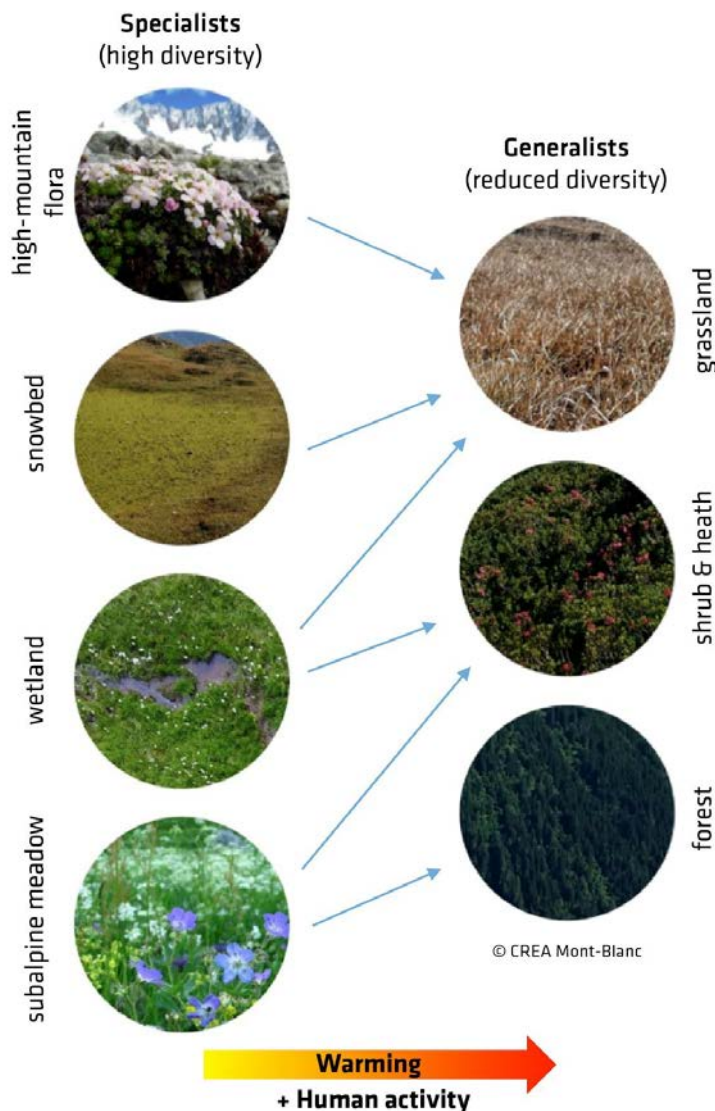 Specialists
(high diversity)
high-mountain
flora
snowbed
wetland
subalpine meadow
Generalists
(reduced diversity)
grassland
shrub & heath
forest
© CREA Mont-Blanc
Warming
+ Human activity